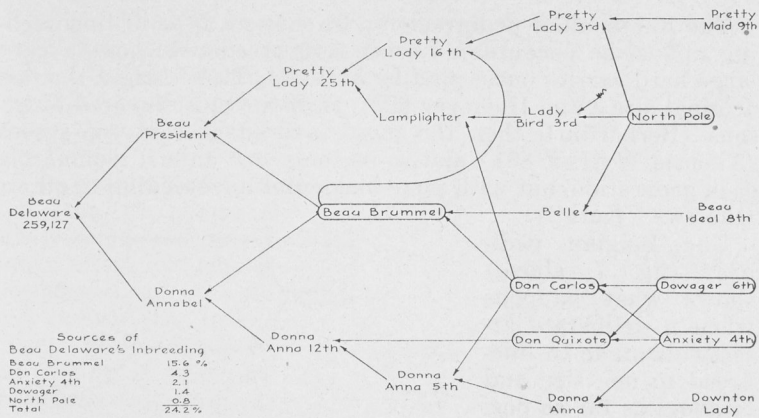 Pretty
Lady 3rd
Pretty
Maid 9th
Pretty
Lady 16th
Pretty
Lady 25th
Lamplighter
Lady
Bird 3rd
North Pole
Beau
President
Beau
Delaware
259,127
Beau Brummel
Belle
Beau
Ideal 8th
Donna
Annabel
Don Carlos
Dowager 6th
Donna
Anna 12th
Don Quixote
Anxiety 4th
Donna
Anna 5th
Donna
Anna
Downton
Lady
Sources of
Beau Delaware's Inbreeding
Beau Brummel 15.6 %
Don Carlos 4.3
Anxiety 4th 2.1
Dowager 1.4
North Pole 0.8
Total 24.2 %